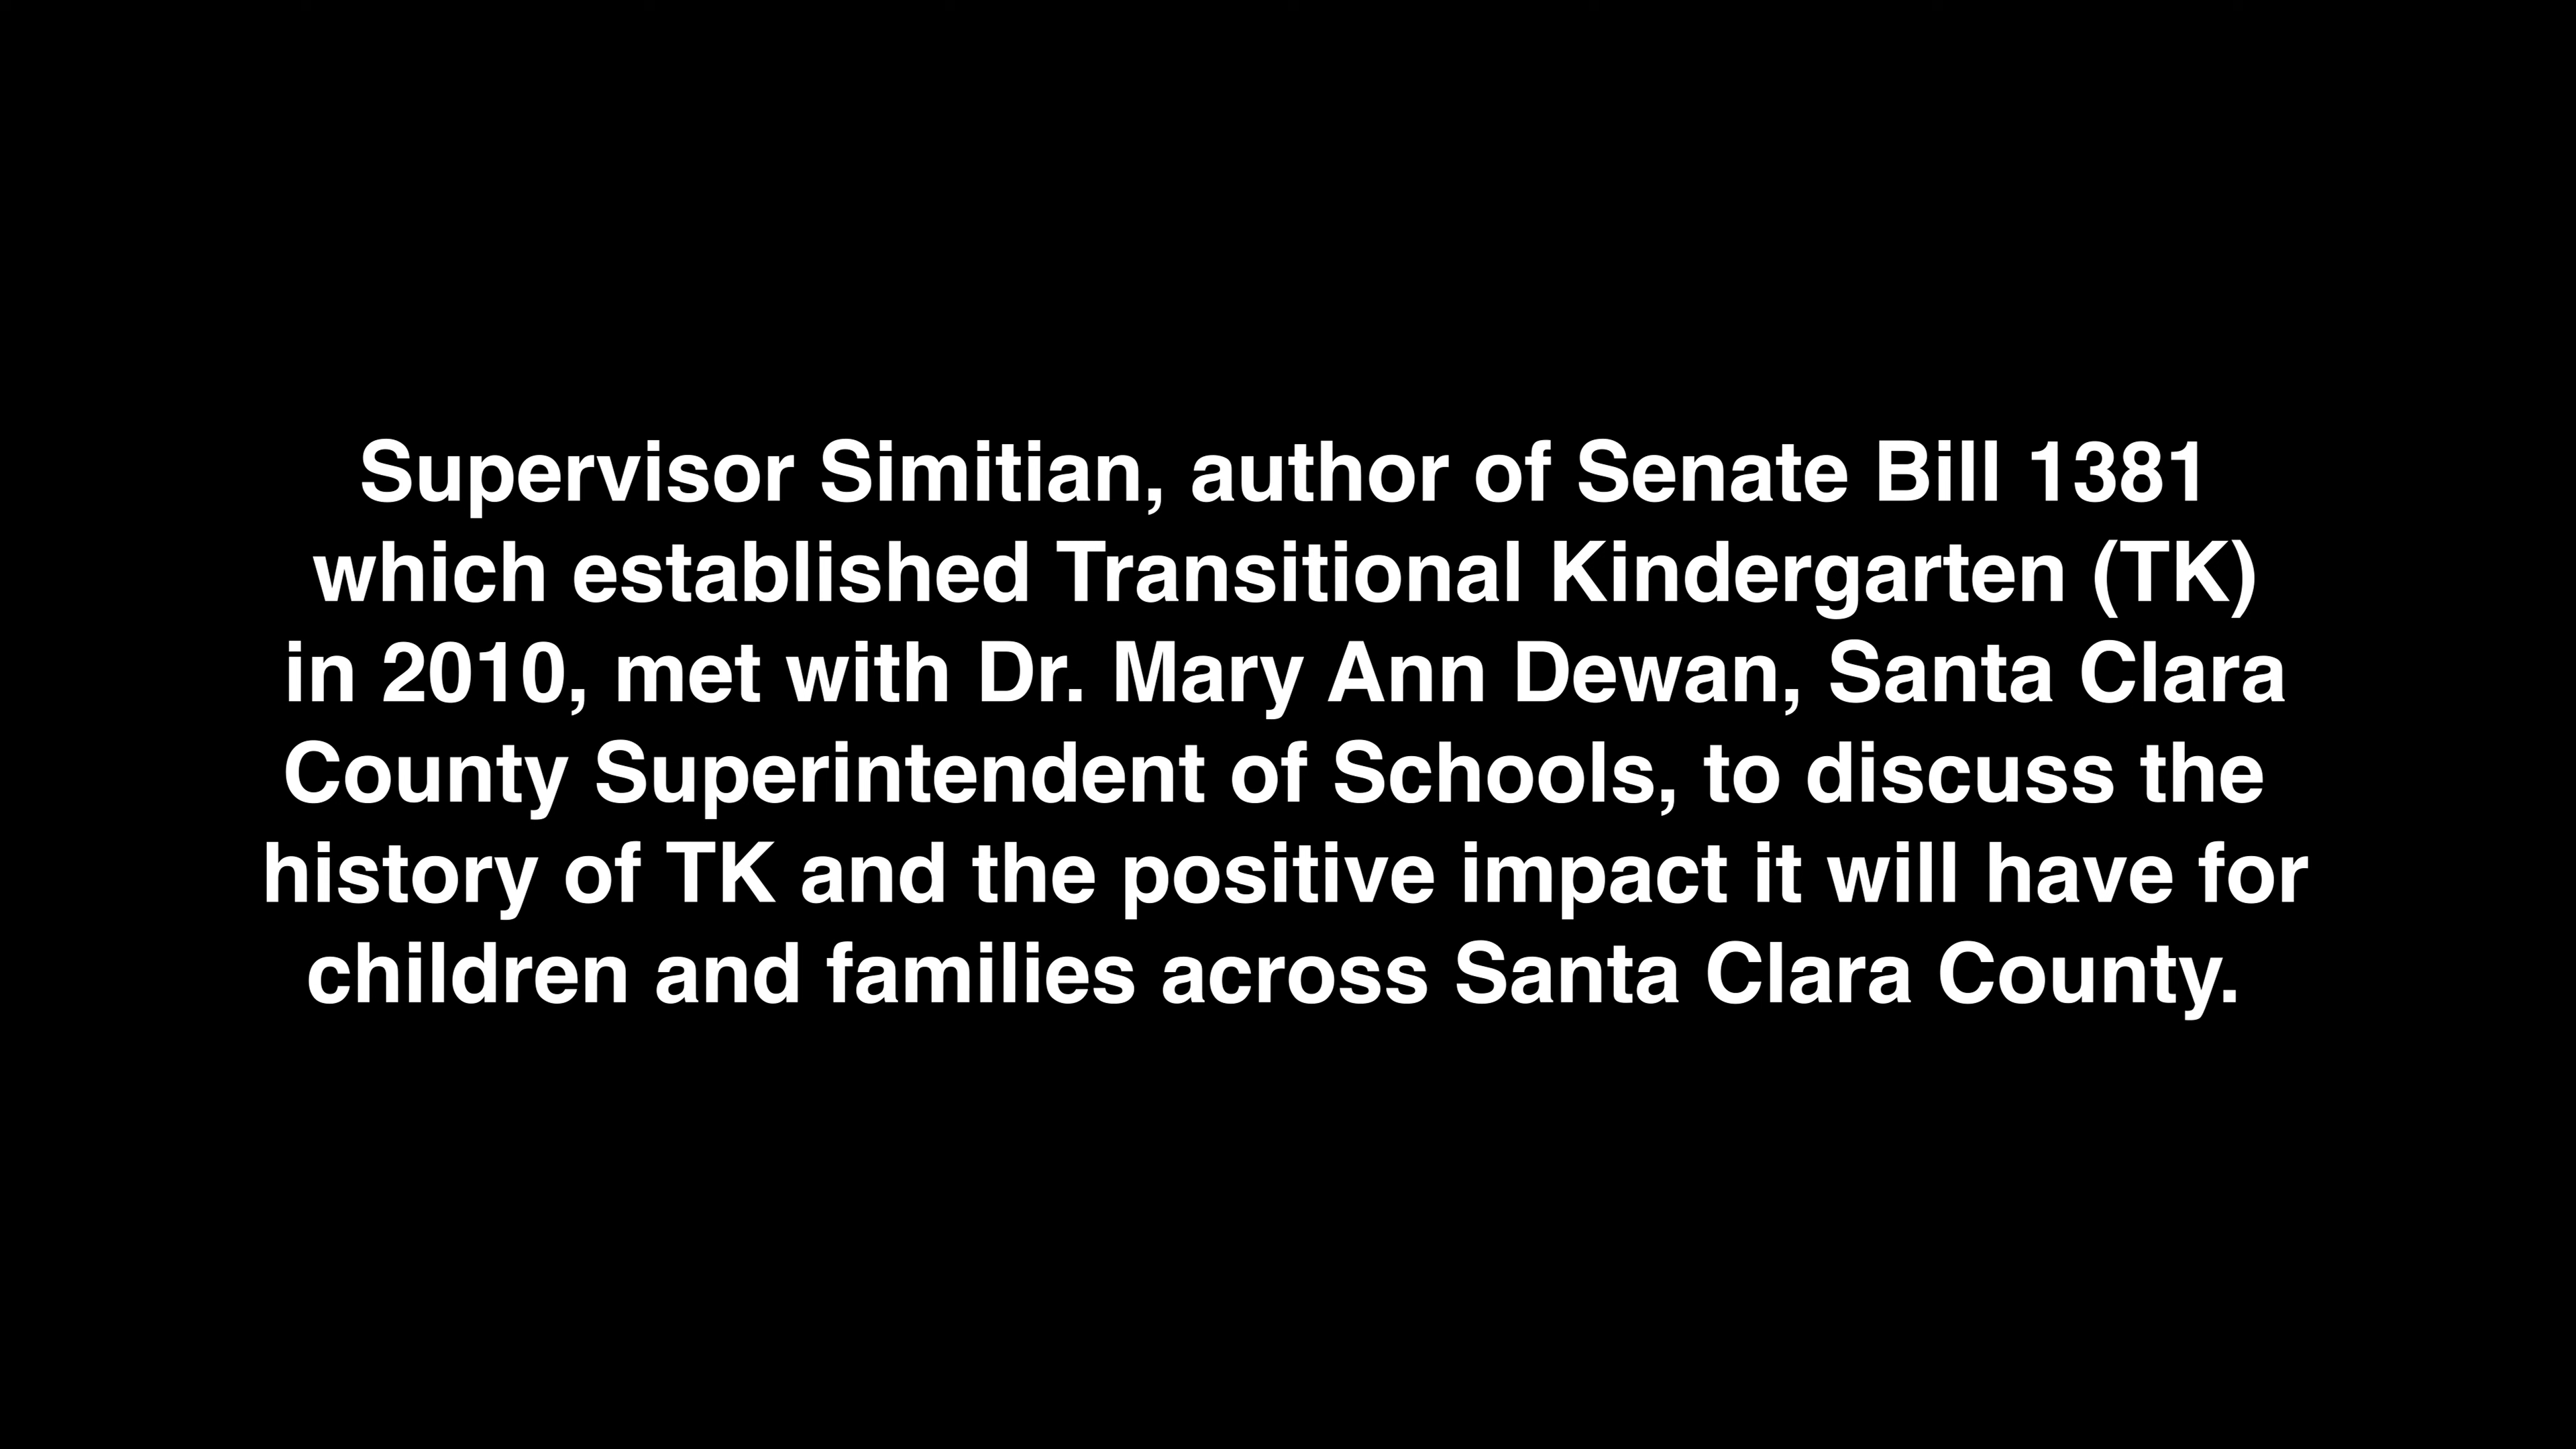 Supervisor Simitian, author of Senate Bill 1381
which established Transitional Kindergarten (TK)
in 2010, met with Dr. Mary Ann Dewan, Santa Clara
County Superintendent of Schools, to discuss the
history of TK and the positive impact it will have for
children and families across Santa Clara County.